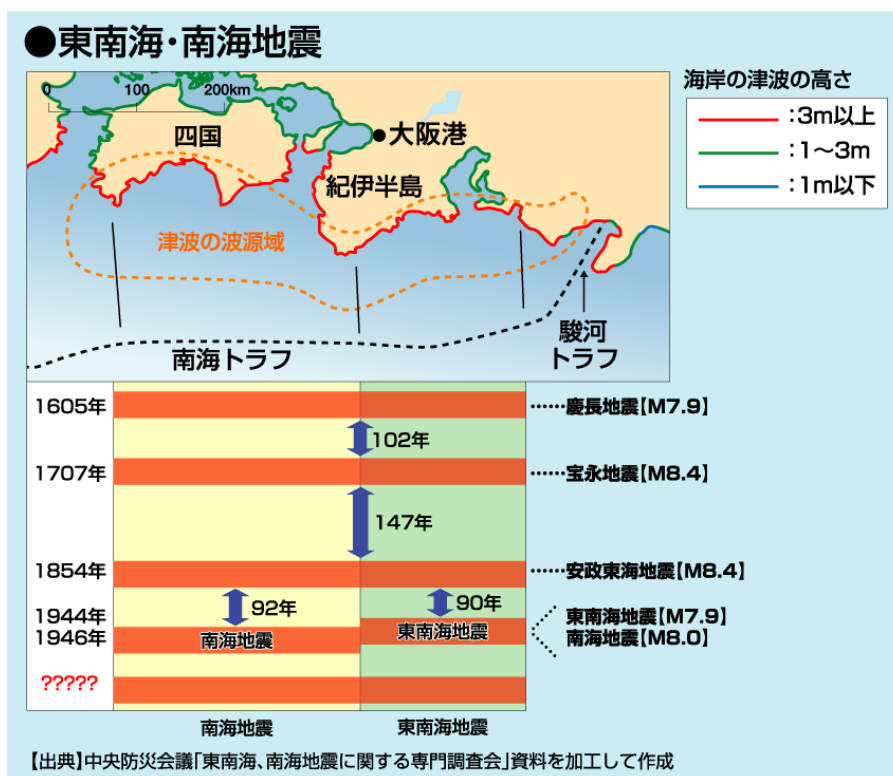 ●東南海・南海地震
海岸の津波の高さ
:3m以上
:1〜3m
:1m以下
0 100 200km
四国
大阪港
紀伊半島
津波の波源域
駿河
トラフ
南海トラフ
1605年
慶長地震【M7.9】
102年
1707年
宝永地震【M8.4】
147年
1854年
安政東海地震【M8.4】
92年
90年
1944年
東南海地震【M7.9】
1946年
南海地震
東南海地震
南海地震【M8.0】
?????
南海地震
東南海地震
【出典】中央防災会議「東南海、南海地震に関する専門調査会」資料を加工して作成